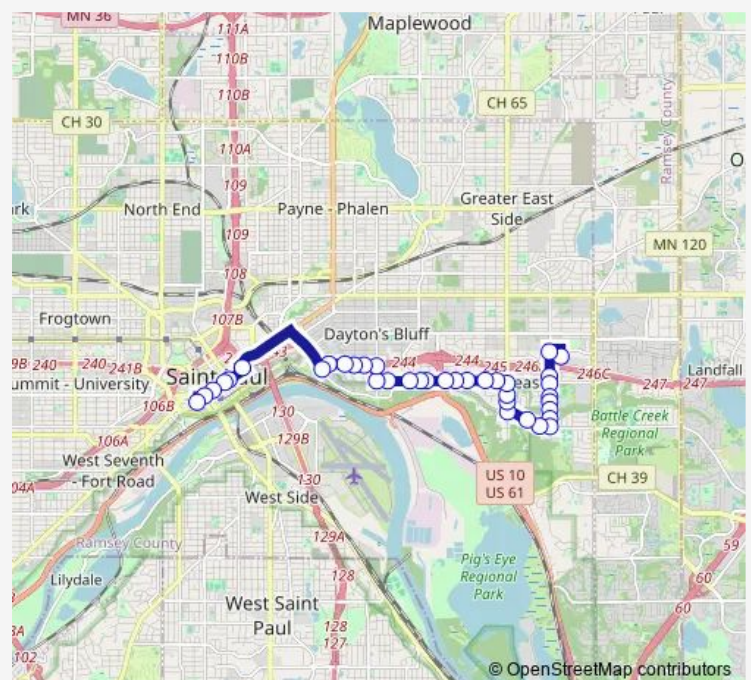 MN 36
Maplewood
111A
110B
CH 65
110B
CH 30
110A
Ramsey County
109
ark
North End
Payne - Phalen
Greater East
Side
109
MN 120
108
107B
Frogtown
Dayton's Bluff
9B 240
240
241B
Saint Paul
244
244
245
246C
247
247
Landfall
ummit - University
106B
130
Battle Creek
Regional
Park
106A
129B
West Seventh
- Fort Road
US 10
US 61
CH 39
04A
130
West Side
129A
Ramsey County
Pig's Eye
Regional
Park
59
Lilydale
128
60
West Saint
Paul
60
128
127
102
© OpenStreetMap contributors